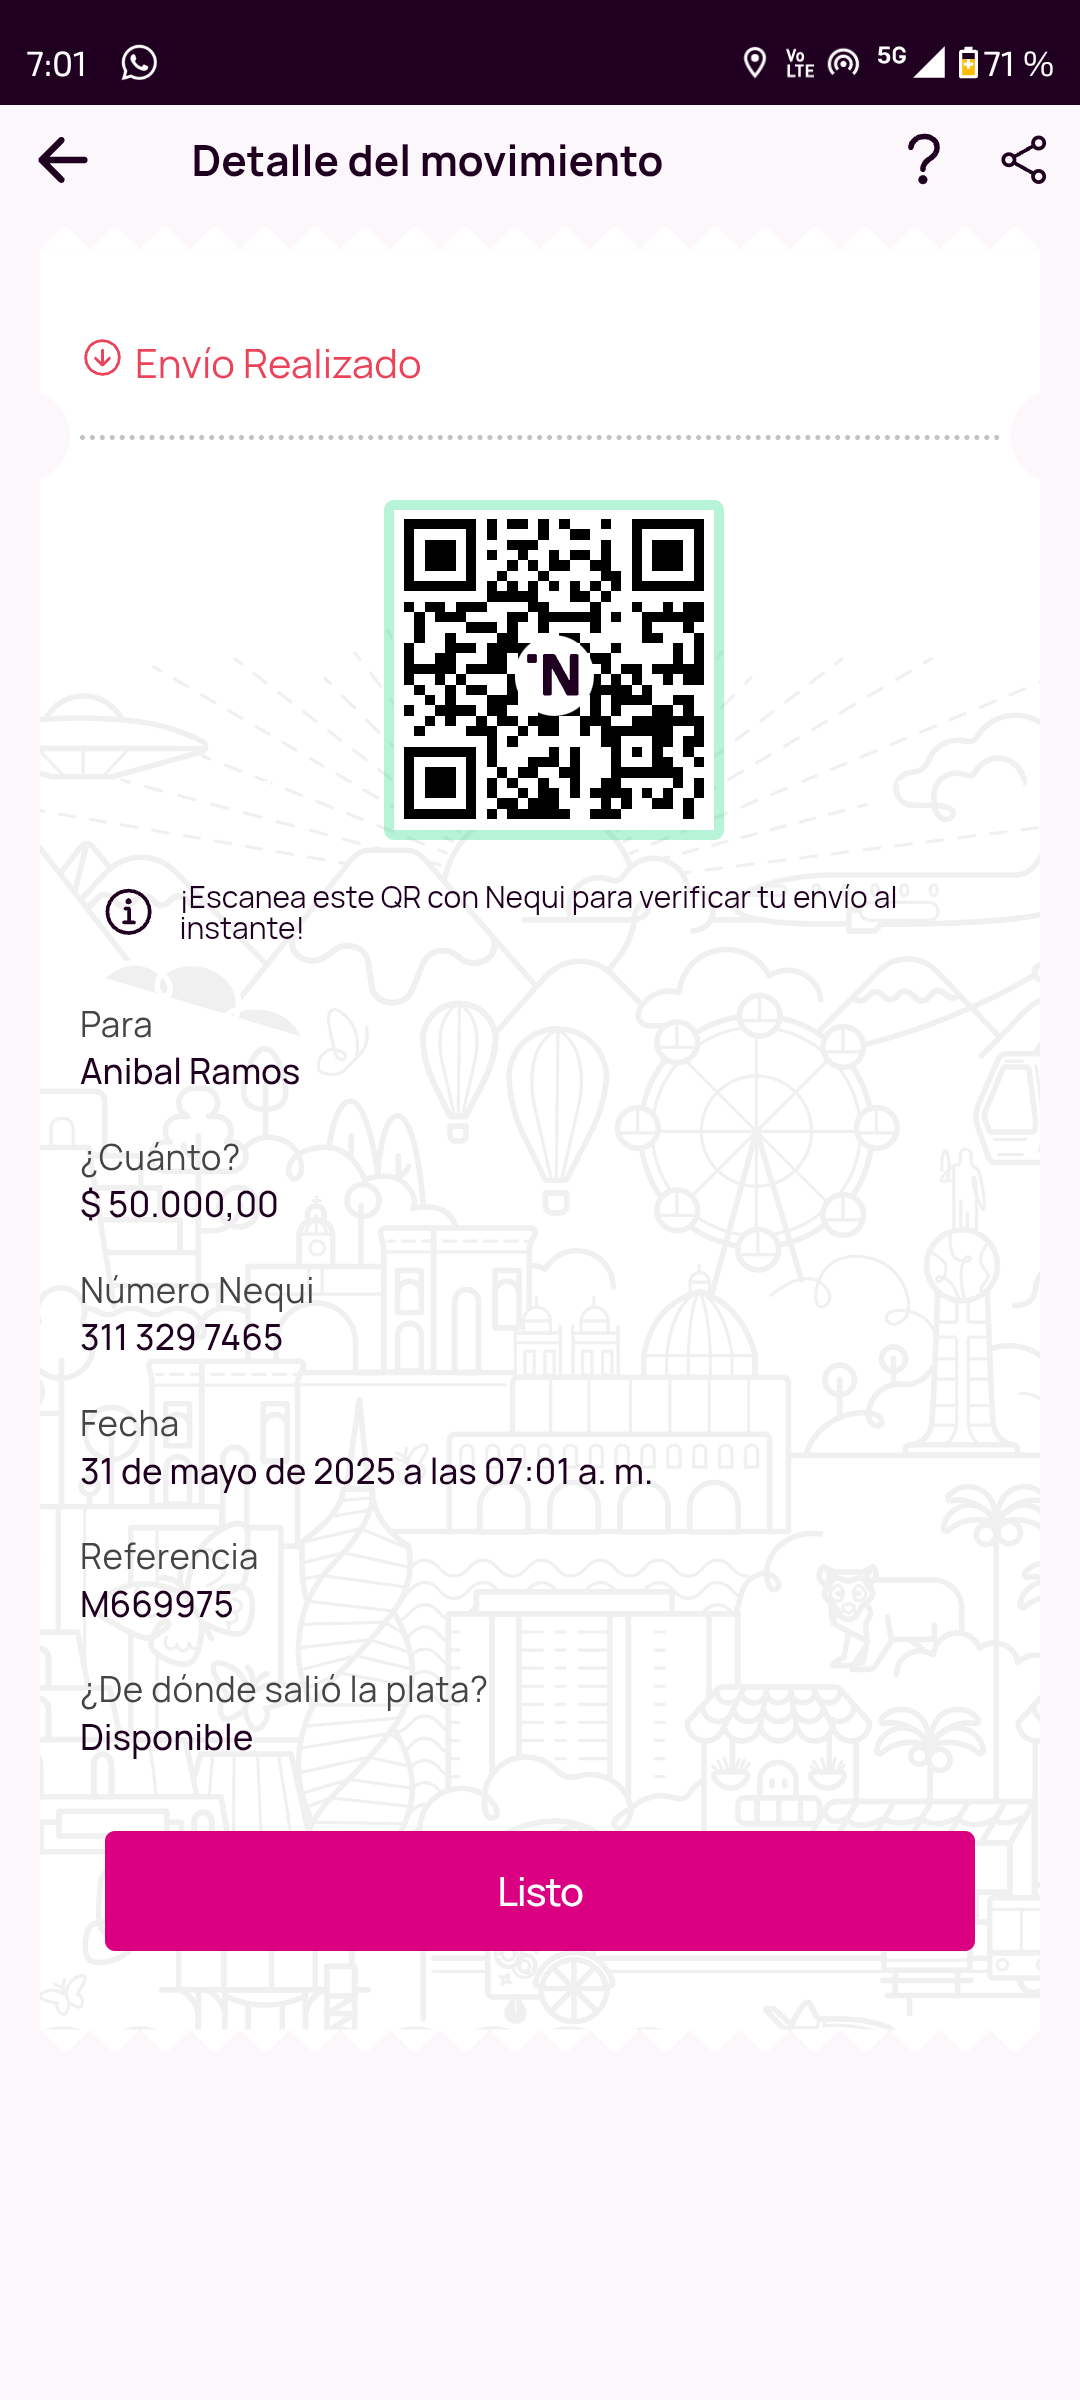 7:01
Vo
LTE
5G
71 %
Detalle del movimiento
Envío Realizado
N
¡Escanea este QR con Nequi para verificar tu envío al
instante!
Para
Anibal Ramos
¿Cuánto?
$ 50.000,00
Número Nequi
311 329 7465
Fecha
31 de mayo de 2025 a las 07:01 a. m.
Referencia
M669975
¿De dónde salió la plata?
Disponible
Listo